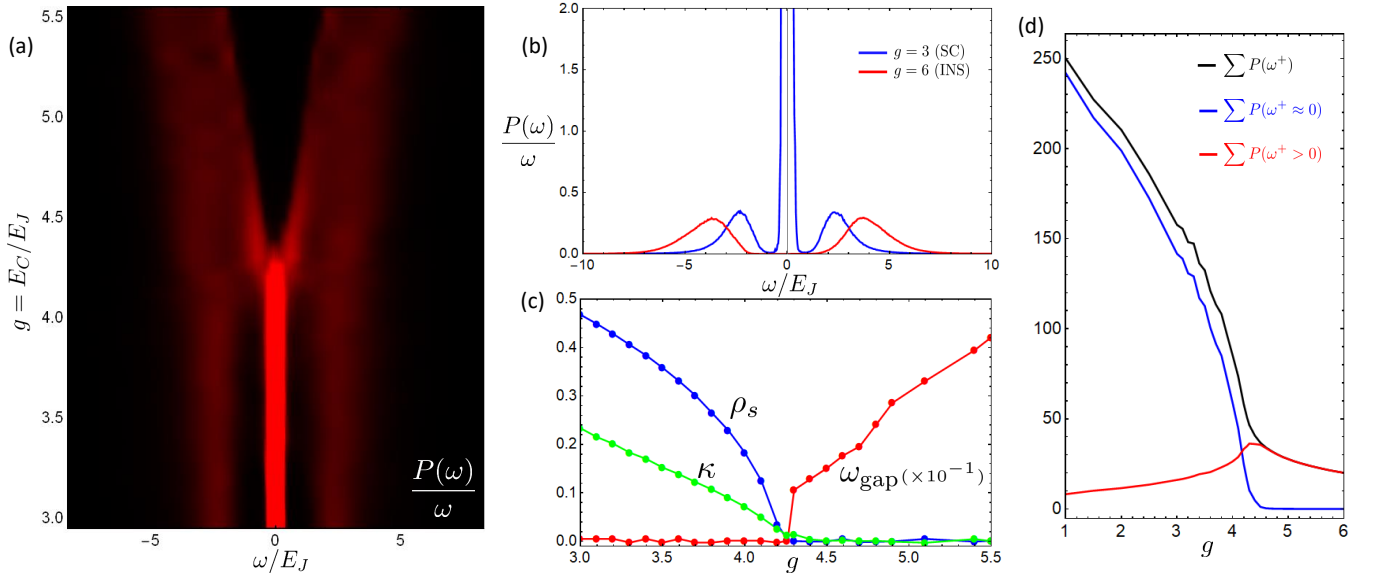 (a)
5.5
5.0
4.5
4.0
3.5
3.0
g = E_C/E_J
−5
0
5
ω/E_J
P(ω)
ω
(b)
2.0
1.5
1.0
0.5
0.0
P(ω)
ω
g = 3 (SC)
g = 6 (INS)
−10
−5
0
5
10
ω/E_J
(c)
0.5
0.4
0.3
0.2
0.1
0.0
ρ_s
κ
ω_gap (×10⁻¹)
3.0
3.5
4.0
4.5
5.0
5.5
g
(d)
250
200
150
100
50
0
∑ P(ω⁺)
∑ P(ω⁺ ≈ 0)
∑ P(ω⁺ > 0)
1
2
3
4
5
6
g